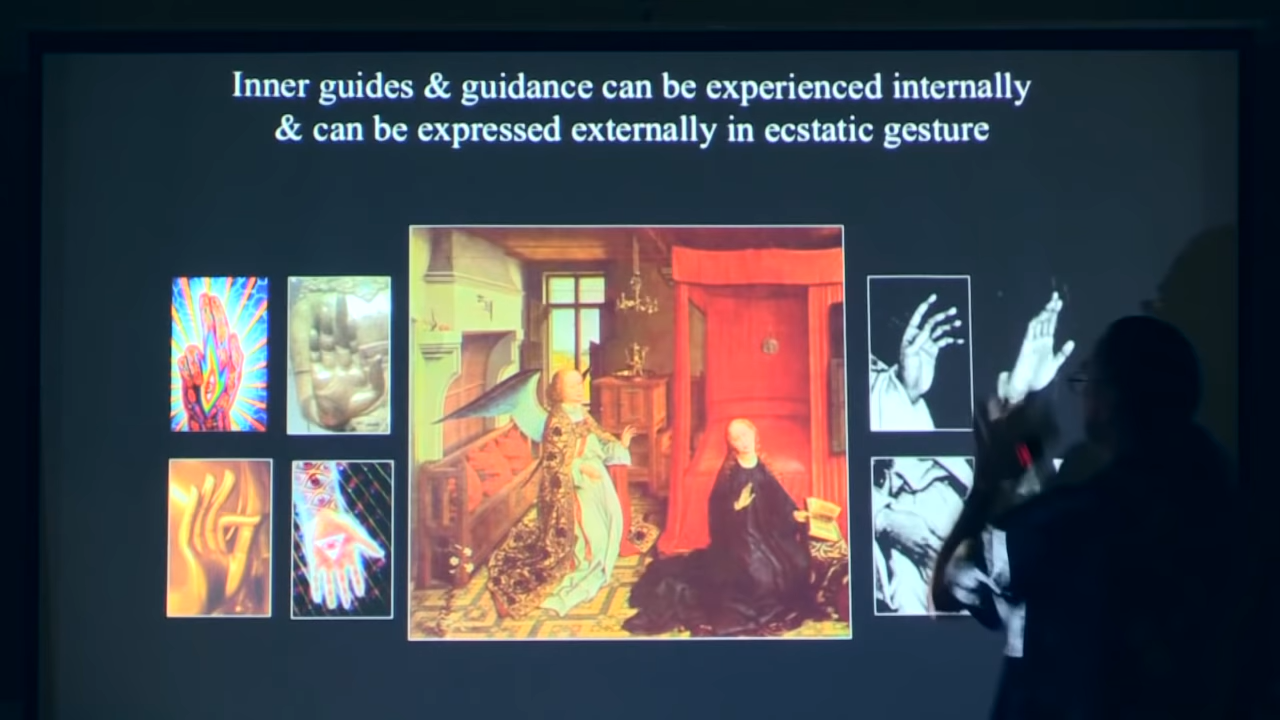 Inner guides & guidance can be experienced internally
& can be expressed externally in ecstatic gesture